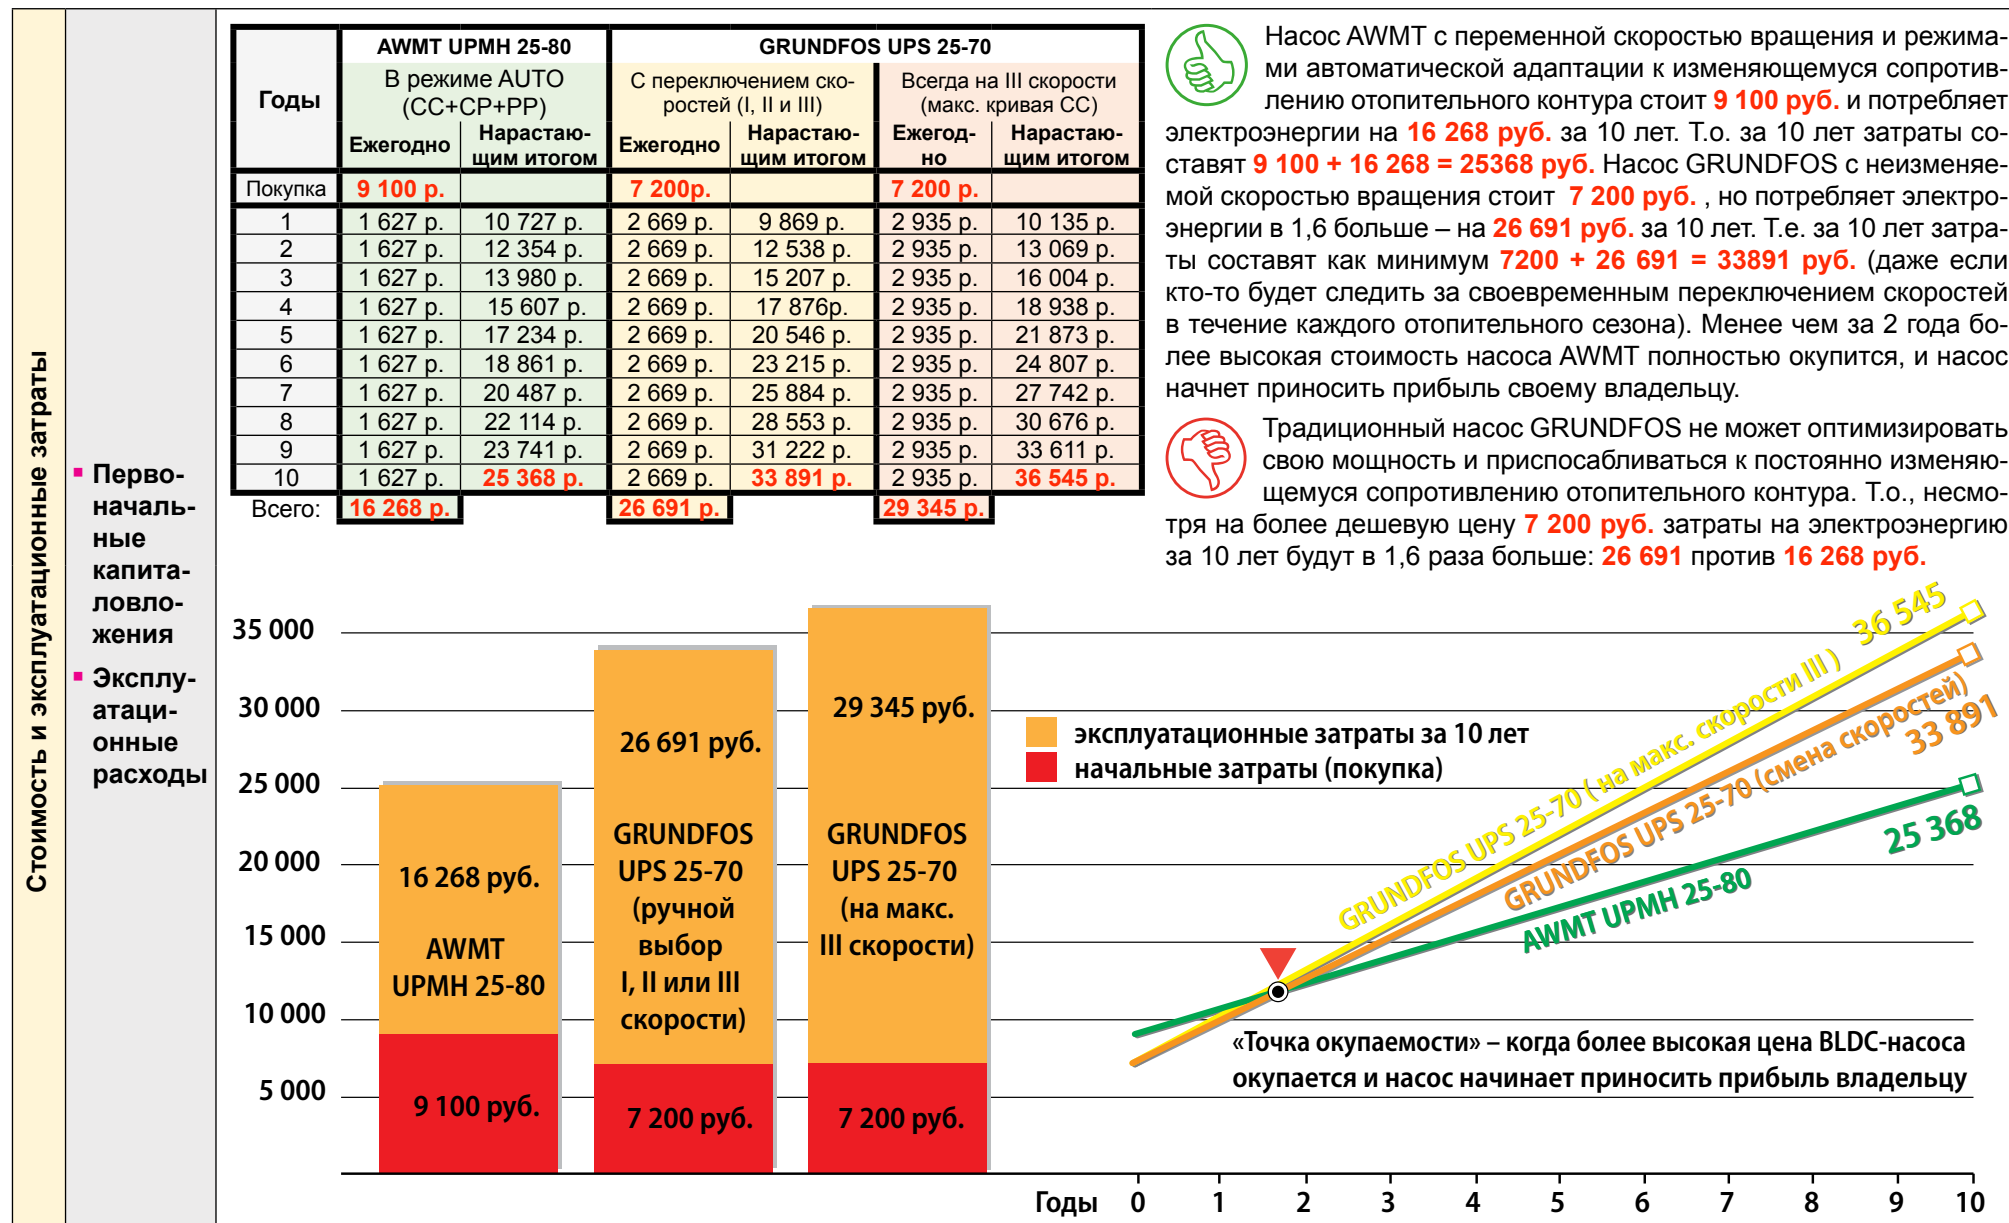 Стоимость и эксплуатационные затраты
▪ Перво-
началь-
ные
капита-
ловло-
жения
▪ Эксплу-
атаци-
онные
расходы
Годы AWMT UPMH 25-80 GRUNDFOS UPS 25-70
В режиме AUTO С переключением ско- Всегда на III скорости
(CC+CP+PP) ростей (I, II и III) (макс. кривая CC)
Ежегодно Нарастаю- Ежегодно Нарастаю- Ежегод- Нарастаю-
щим итогом щим итогом но щим итогом
Покупка 9 100 р. 7 200р. 7 200 р.
1 1 627 р. 10 727 р. 2 669 р. 9 869 р. 2 935 р. 10 135 р.
2 1 627 р. 12 354 р. 2 669 р. 12 538 р. 2 935 р. 13 069 р.
3 1 627 р. 13 980 р. 2 669 р. 15 207 р. 2 935 р. 16 004 р.
4 1 627 р. 15 607 р. 2 669 р. 17 876р. 2 935 р. 18 938 р.
5 1 627 р. 17 234 р. 2 669 р. 20 546 р. 2 935 р. 21 873 р.
6 1 627 р. 18 861 р. 2 669 р. 23 215 р. 2 935 р. 24 807 р.
7 1 627 р. 20 487 р. 2 669 р. 25 884 р. 2 935 р. 27 742 р.
8 1 627 р. 22 114 р. 2 669 р. 28 553 р. 2 935 р. 30 676 р.
9 1 627 р. 23 741 р. 2 669 р. 31 222 р. 2 935 р. 33 611 р.
10 1 627 р. 25 368 р. 2 669 р. 33 891 р. 2 935 р. 36 545 р.
Всего: 16 268 р. 26 691 р. 29 345 р.
Насос AWMT с переменной скоростью вращения и режима-
ми автоматической адаптации к изменяющемуся сопротив-
лению отопительного контура стоит 9 100 руб. и потребляет
электроэнергии на 16 268 руб. за 10 лет. Т.о. за 10 лет затраты со-
ставят 9 100 + 16 268 = 25368 руб. Насос GRUNDFOS с неизменяе-
мой скоростью вращения стоит 7 200 руб. , но потребляет электро-
энергии в 1,6 больше – на 26 691 руб. за 10 лет. Т.е. за 10 лет затра-
ты составят как минимум 7200 + 26 691 = 33891 руб. (даже если
кто-то будет следить за своевременным переключением скоростей
в течение каждого отопительного сезона). Менее чем за 2 года бо-
лее высокая стоимость насоса AWMT полностью окупится, и насос
начнет приносить прибыль своему владельцу.
Традиционный насос GRUNDFOS не может оптимизировать
свою мощность и приспосабливаться к постоянно изменяю-
щемуся сопротивлению отопительного контура. Т.о., несмо-
тря на более дешевую цену 7 200 руб. затраты на электроэнергию
за 10 лет будут в 1,6 раза больше: 26 691 против 16 268 руб.
35 000
30 000
25 000
20 000
15 000
10 000
5 000
16 268 руб.
AWMT
UPMH 25-80
9 100 руб.
26 691 руб.
GRUNDFOS
UPS 25-70
(ручной
выбор
I, II или III
скорости)
7 200 руб.
29 345 руб.
GRUNDFOS
UPS 25-70
(на макс.
III скорости)
7 200 руб.
эксплуатационные затраты за 10 лет
начальные затраты (покупка)
GRUNDFOS UPS 25-70 ( на макс. скорости III ) 36 545
GRUNDFOS UPS 25-70 (смена скоростей)
33 891
AWMT UPMH 25-80
25 368
«Точка окупаемости» – когда более высокая цена BLDC-насоса
окупается и насос начинает приносить прибыль владельцу
Годы 0 1 2 3 4 5 6 7 8 9 10